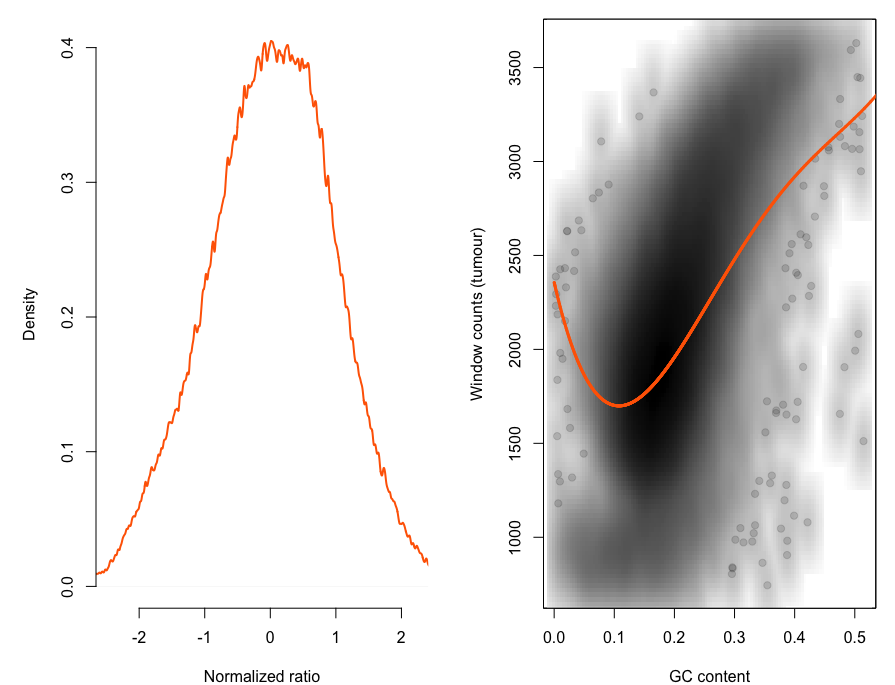 Density
0.0
0.1
0.2
0.3
0.4
-2 -1 0 1 2
Normalized ratio
Window counts (tumour)
1000
1500
2000
2500
3000
3500
0.0 0.1 0.2 0.3 0.4 0.5
GC content